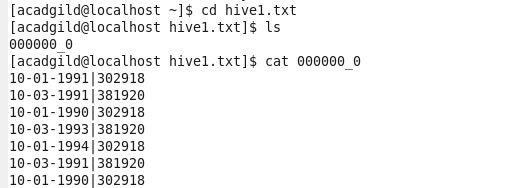 [acadgild@localhost ~]$ cd hive1.txt
[acadgild@localhost hive1.txt]$ ls
000000_0
[acadgild@localhost hive1.txt]$ cat 000000_0
10-01-1991|302918
10-03-1991|381920
10-01-1990|302918
10-03-1993|381920
10-01-1994|302918
10-03-1991|381920
10-01-1990|302918